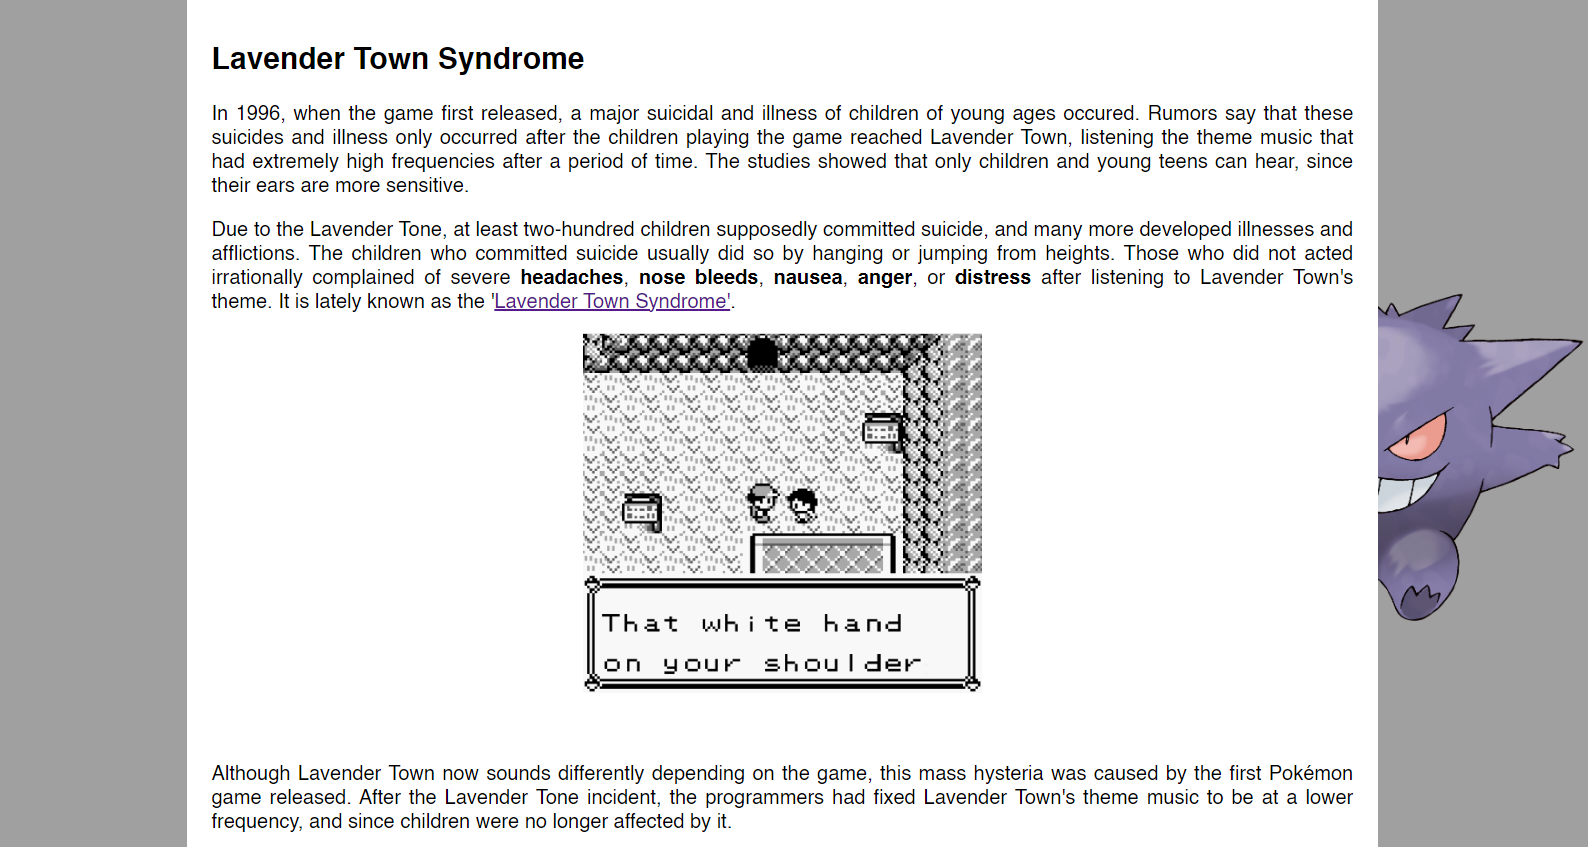 Lavender Town Syndrome
In 1996, when the game first released, a major suicidal and illness of children of young ages occured. Rumors say that these
suicides and illness only occurred after the children playing the game reached Lavender Town, listening the theme music that
had extremely high frequencies after a period of time. The studies showed that only children and young teens can hear, since
their ears are more sensitive.
Due to the Lavender Tone, at least two-hundred children supposedly committed suicide, and many more developed illnesses and
afflictions. The children who committed suicide usually did so by hanging or jumping from heights. Those who did not acted
irrationally complained of severe headaches, nose bleeds, nausea, anger, or distress after listening to Lavender Town's
theme. It is lately known as the 'Lavender Town Syndrome'.
That white hand
on your shoulder
Although Lavender Town now sounds differently depending on the game, this mass hysteria was caused by the first Pokémon
game released. After the Lavender Tone incident, the programmers had fixed Lavender Town's theme music to be at a lower
frequency, and since children were no longer affected by it.